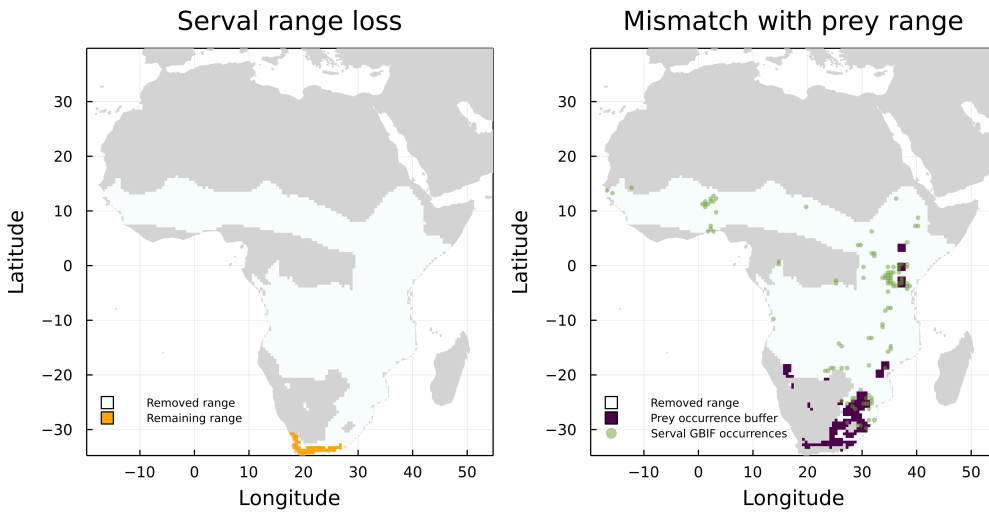 Serval range loss
Latitude
30
20
10
0
−10
−20
−30
Removed range
Remaining range
−10
0
10
20
30
40
50
Longitude
Mismatch with prey range
Latitude
30
20
10
0
−10
−20
−30
Removed range
Prey occurrence buffer
Serval GBIF occurrences
−10
0
10
20
30
40
50
Longitude